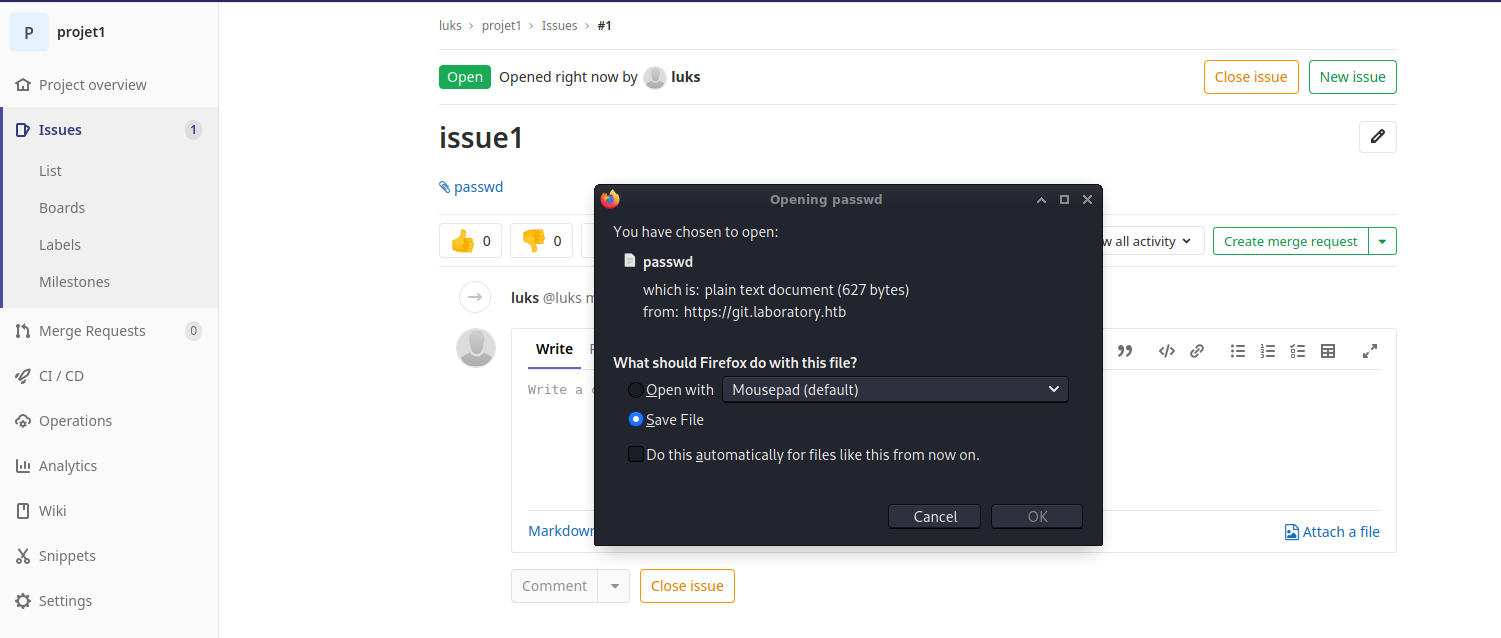 P projet1
Project overview
Issues 1
List
Boards
Labels
Milestones
Merge Requests 0
CI / CD
Operations
Analytics
Wiki
Snippets
Settings
luks › projet1 › Issues › #1
Open Opened right now by luks Close issue New issue
issue1
passwd
0 0 all activity Create merge request
luks @luks
Write
Write a
Markdown
Attach a file
Comment Close issue
Opening passwd
You have chosen to open:
passwd
which is: plain text document (627 bytes)
from: https://git.laboratory.htb
What should Firefox do with this file?
Open with Mousepad (default)
Save File
Do this automatically for files like this from now on.
Cancel OK